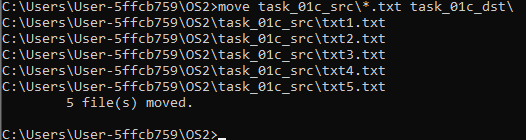 C:\Users\User-5ffcb759\OS2>move task_01c_src\*.txt task_01c_dst\
C:\Users\User-5ffcb759\OS2\task_01c_src\txt1.txt
C:\Users\User-5ffcb759\OS2\task_01c_src\txt2.txt
C:\Users\User-5ffcb759\OS2\task_01c_src\txt3.txt
C:\Users\User-5ffcb759\OS2\task_01c_src\txt4.txt
C:\Users\User-5ffcb759\OS2\task_01c_src\txt5.txt
        5 file(s) moved.
C:\Users\User-5ffcb759\OS2>